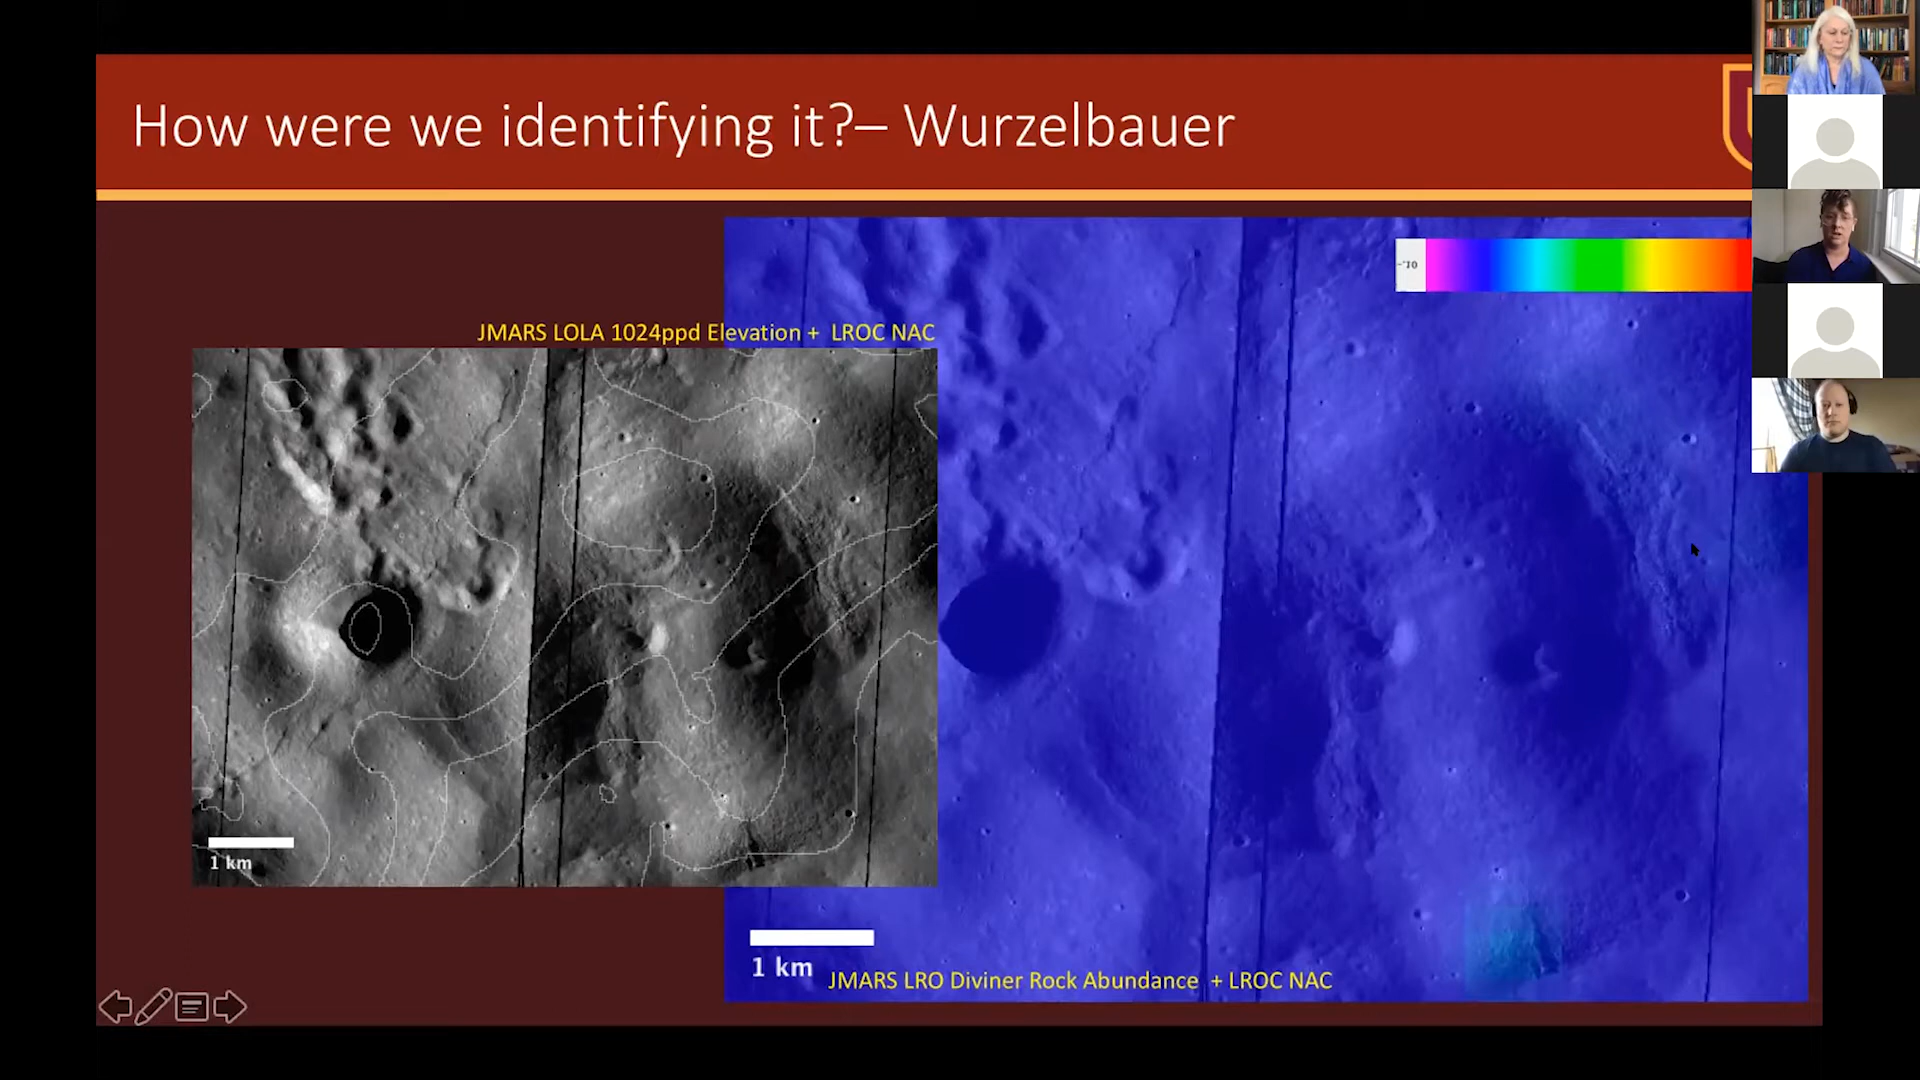 How were we identifying it?– Wurzelbauer
JMARS LOLA 1024ppd Elevation + LROC NAC
1 km
1 km
JMARS LRO Diviner Rock Abundance + LROC NAC